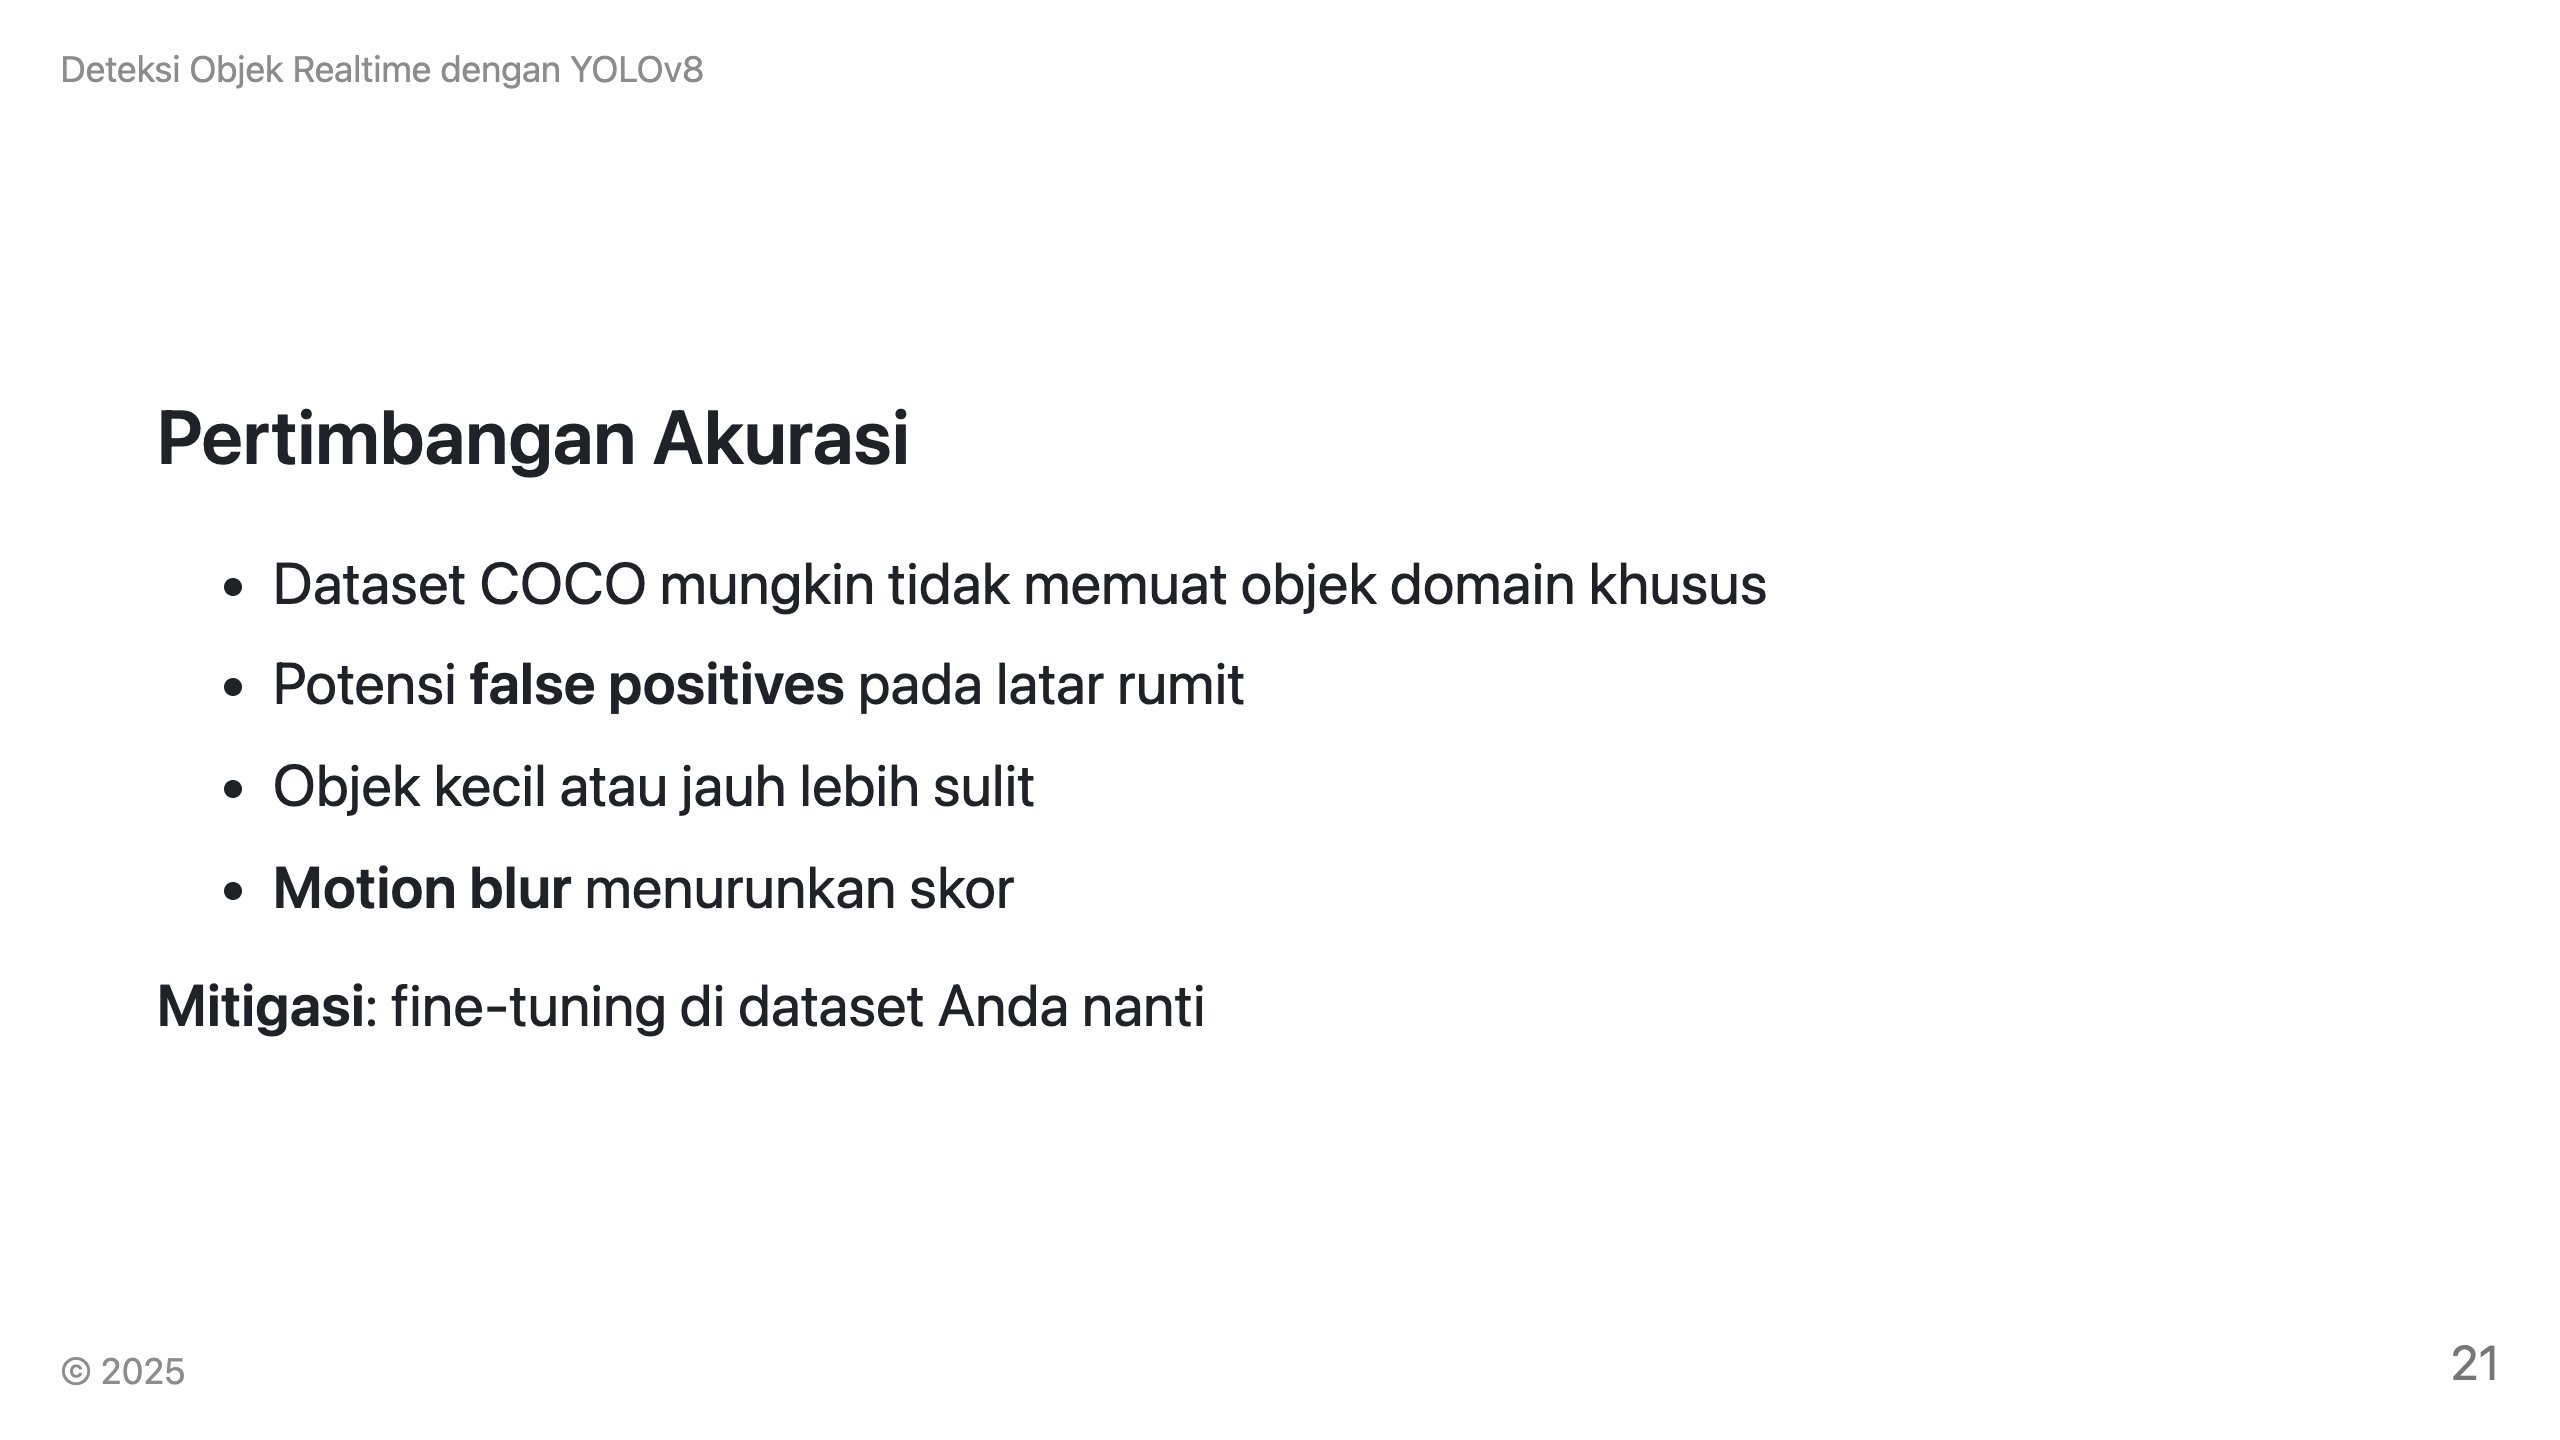 Deteksi Objek Realtime dengan YOLOv8
Pertimbangan Akurasi
• Dataset COCO mungkin tidak memuat objek domain khusus
• Potensi false positives pada latar rumit
• Objek kecil atau jauh lebih sulit
• Motion blur menurunkan skor
Mitigasi: fine-tuning di dataset Anda nanti
© 2025
21